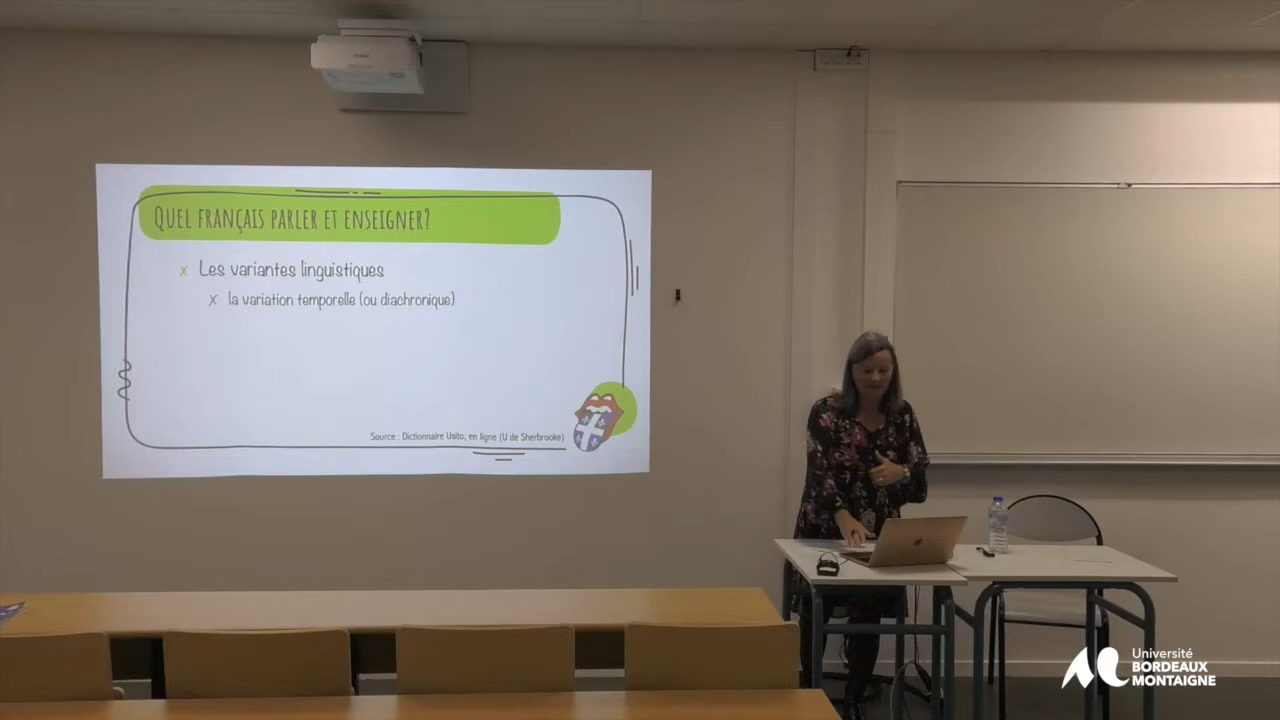 QUEL FRANÇAIS PARLER ET ENSEIGNER?
x Les variantes linguistiques
x la variation temporelle (ou diachronique)
Source : Dictionnaire Usito, en ligne (U de Sherbrooke)
Université
BORDEAUX
MONTAIGNE